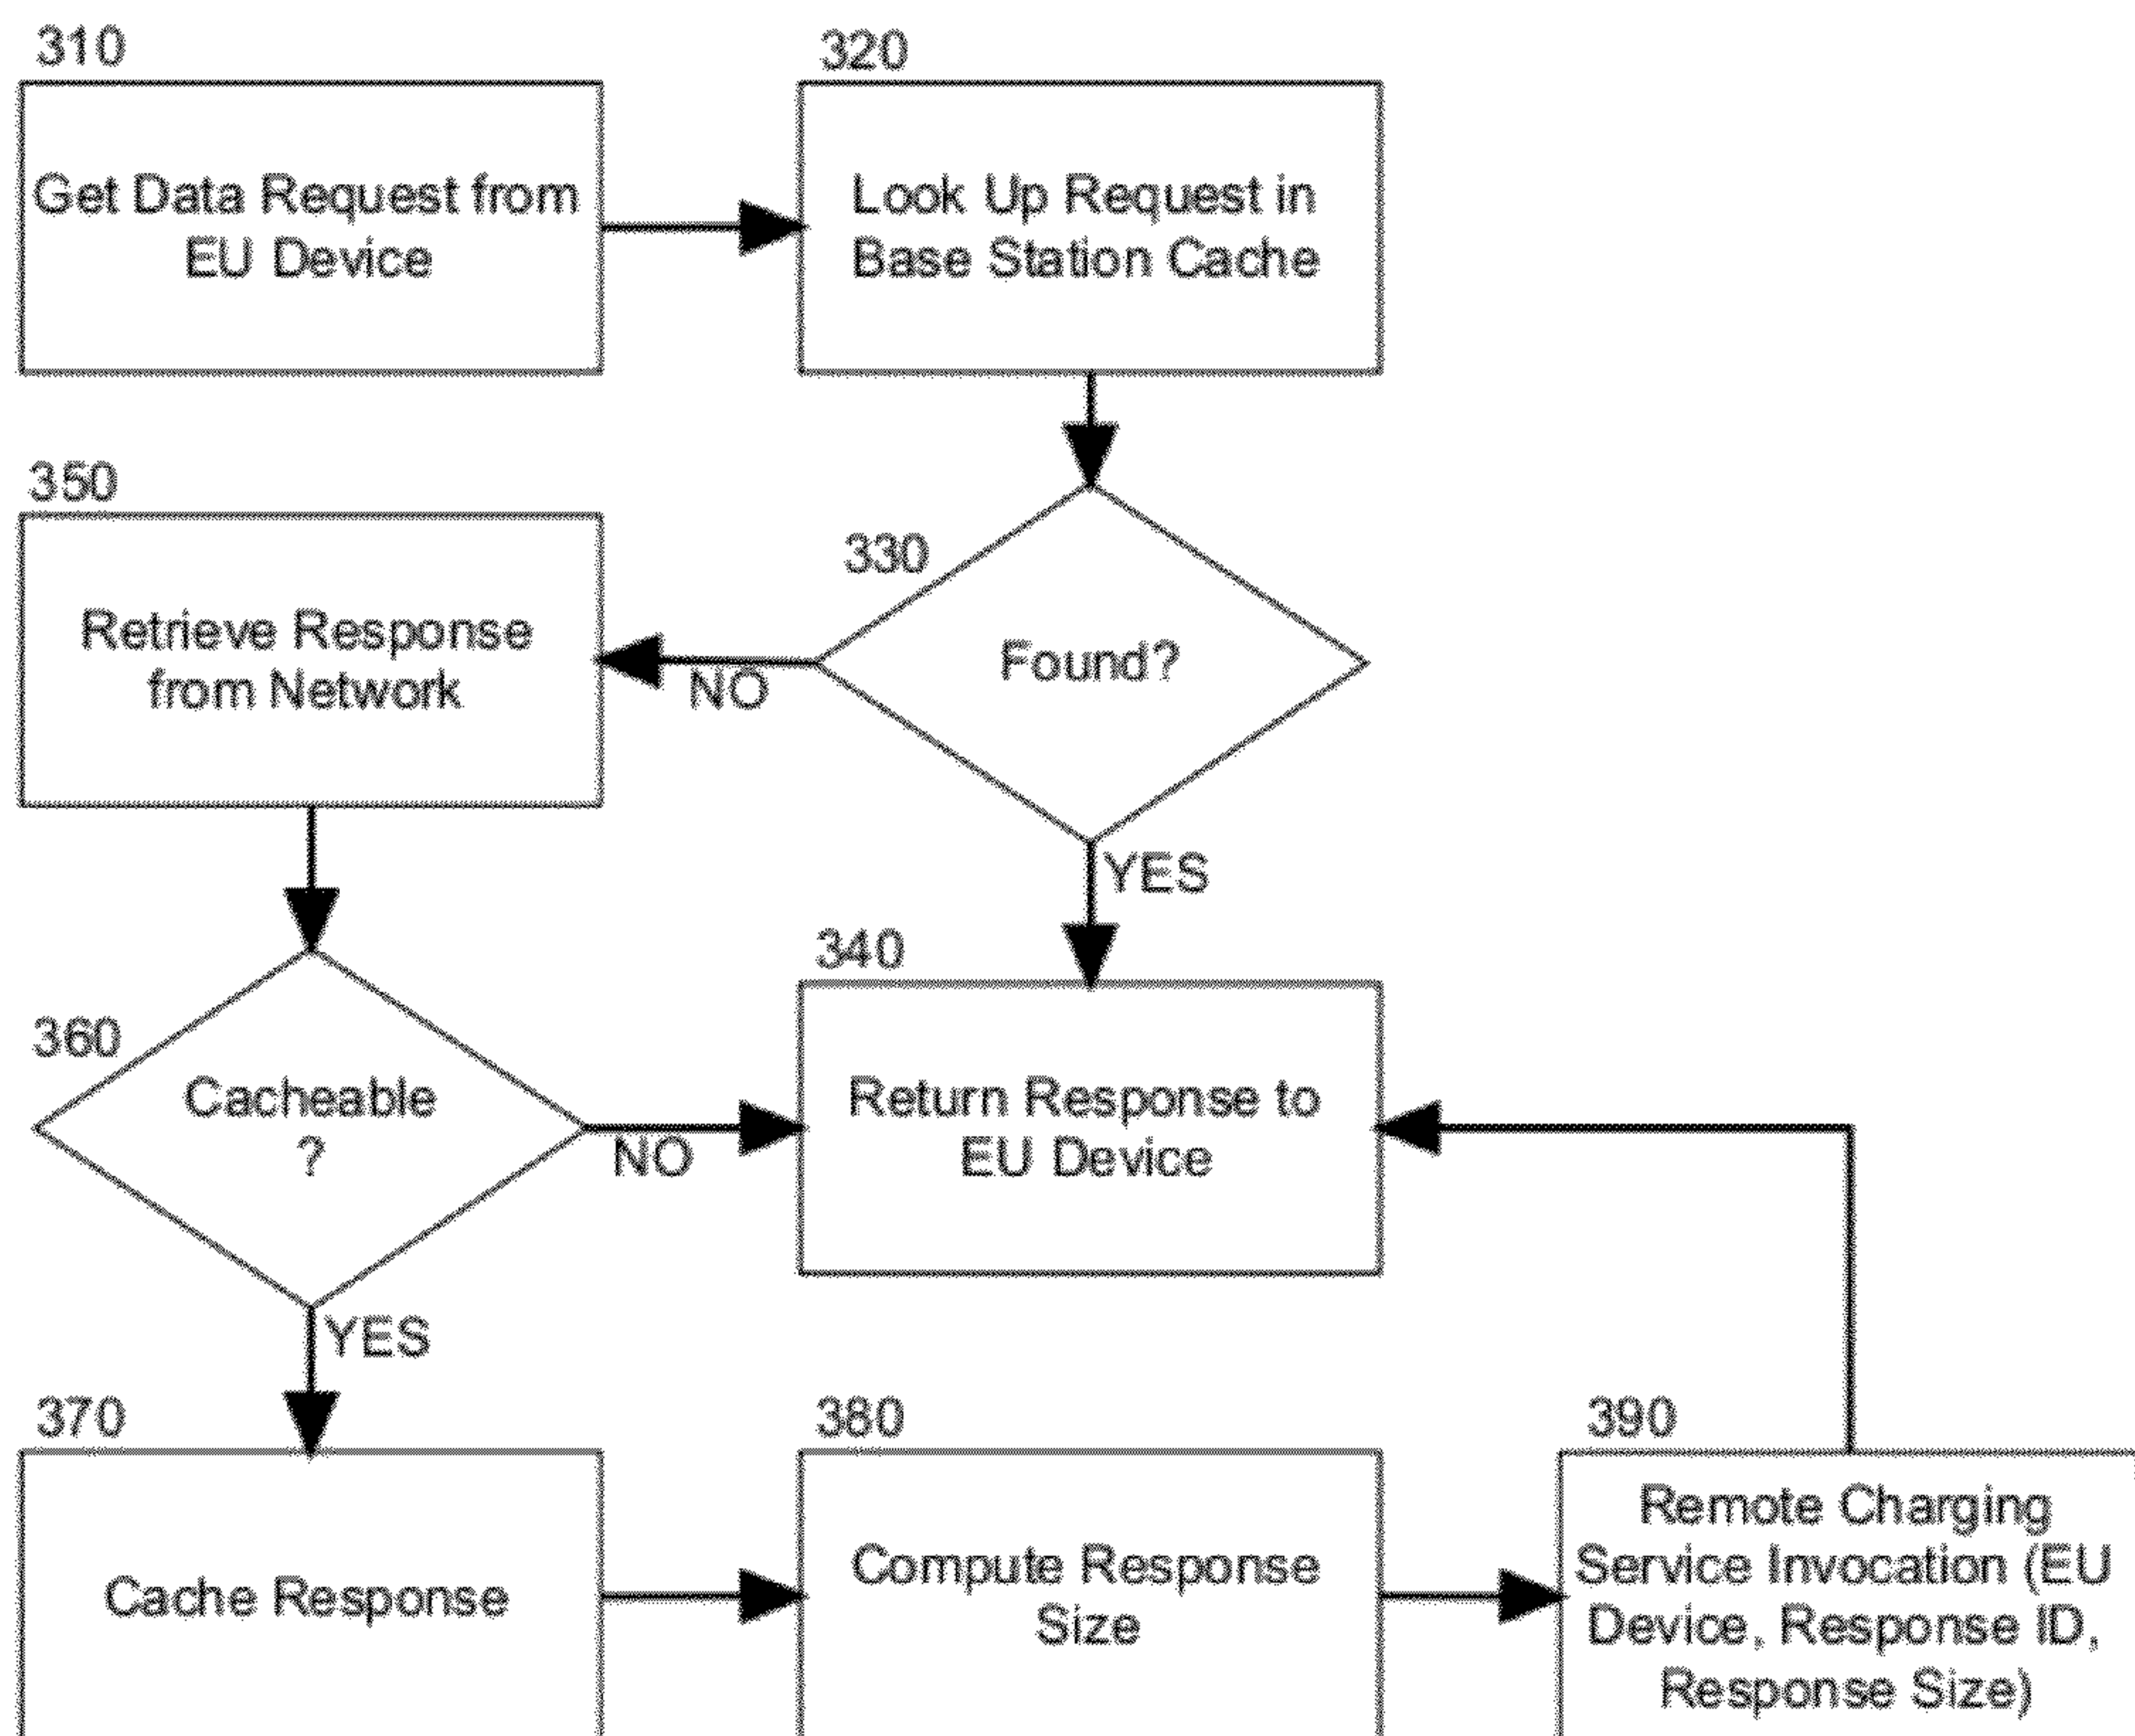 310
Get Data Request from
EU Device
320
Look Up Request in
Base Station Cache
330
Found?
NO
YES
350
Retrieve Response
from Network
360
Cacheable
?
NO
YES
340
Return Response to
EU Device
370
Cache Response
380
Compute Response
Size
390
Remote Charging
Service Invocation (EU
Device, Response ID,
Response Size)